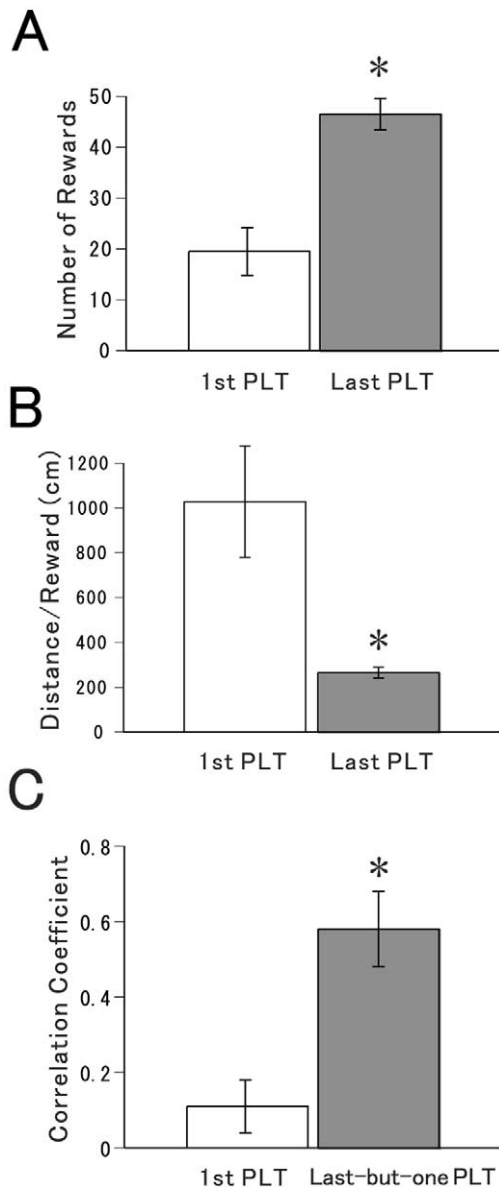 A
*
Number of Rewards
50
40
30
20
10
0
1st PLT Last PLT
B
Distance/Reward (cm)
1200
1000
800
600
400
200
0
*
1st PLT Last PLT
C
Correlation Coefficient
0.8
0.6
0.4
0.2
0
*
1st PLT Last-but-one PLT